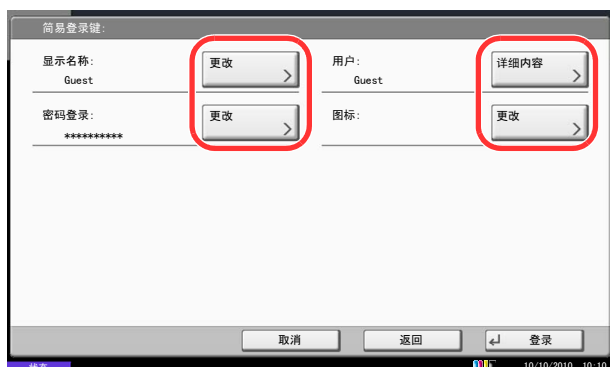 简易登录键:
显示名称:
Guest
更改
用户:
Guest
详细内容
密码登录:
**********
更改
图标:
更改
取消
返回
登录
状态
10/10/2010 10:10